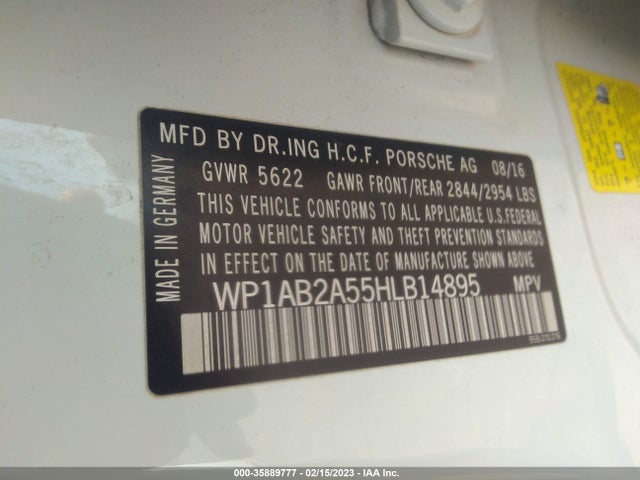 MFD BY DR.ING H.C.F. PORSCHE AG 08/16
GVWR 5622 GAWR FRONT/REAR 2844/2954 LBS
THIS VEHICLE CONFORMS TO ALL APPLICABLE U.S.FEDERAL
MOTOR VEHICLE SAFETY AND THEFT PREVENTION STANDARDS
IN EFFECT ON THE DATE OF MANUFACTURE SHOWN ABOVE
WP1AB2A55HLB14895 MPV
MADE IN GERMANY
000-35889777 - 02/15/2023 - IAA Inc.